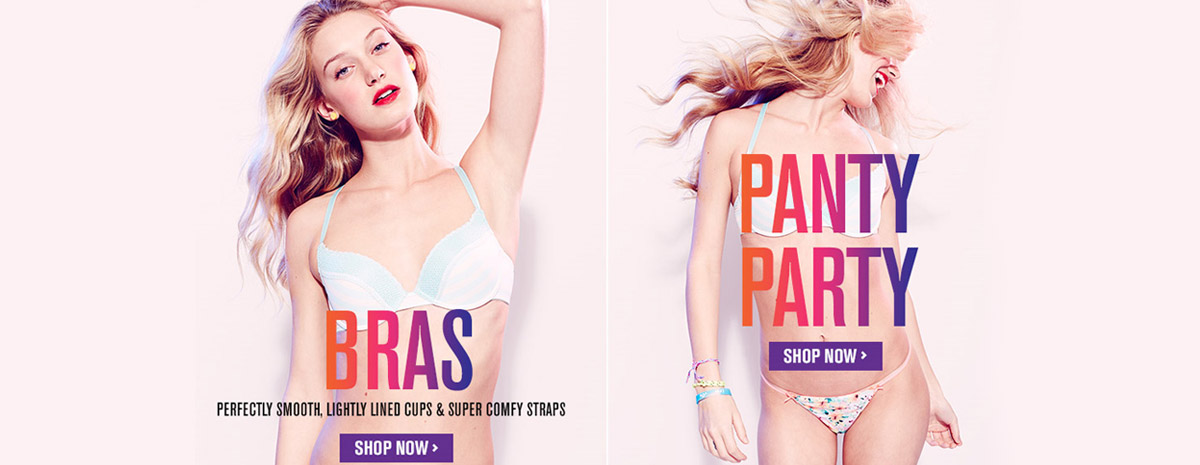 BRAS
PERFECTLY SMOOTH, LIGHTLY LINED CUPS & SUPER COMFY STRAPS
SHOP NOW >
PANTY
PARTY
SHOP NOW >